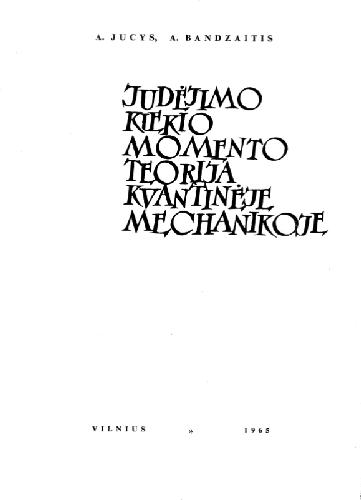 A. JUCYS, A. BANDZAITIS
JUDĖJIMO
KIEKIO
MOMENTO
TEORIJA
KVANTINĖJE
MECHANIKOJE
VILNIUS » 1965